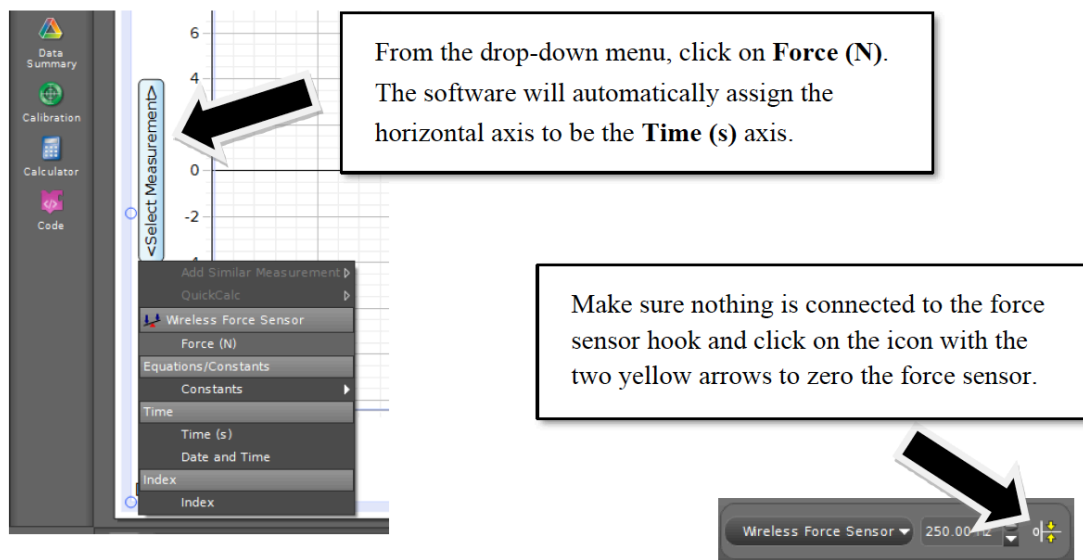 Data
Summary
Calibration
Calculator
Code
6
4
0
-2
<Select Measurement>
From the drop-down menu, click on Force (N).
The software will automatically assign the
horizontal axis to be the Time (s) axis.
Add Similar Measurement
QuickCalc
Wireless Force Sensor
Force (N)
Equations/Constants
Constants
Time
Time (s)
Date and Time
Index
Index
Make sure nothing is connected to the force
sensor hook and click on the icon with the
two yellow arrows to zero the force sensor.
Wireless Force Sensor 250.00 Hz 0